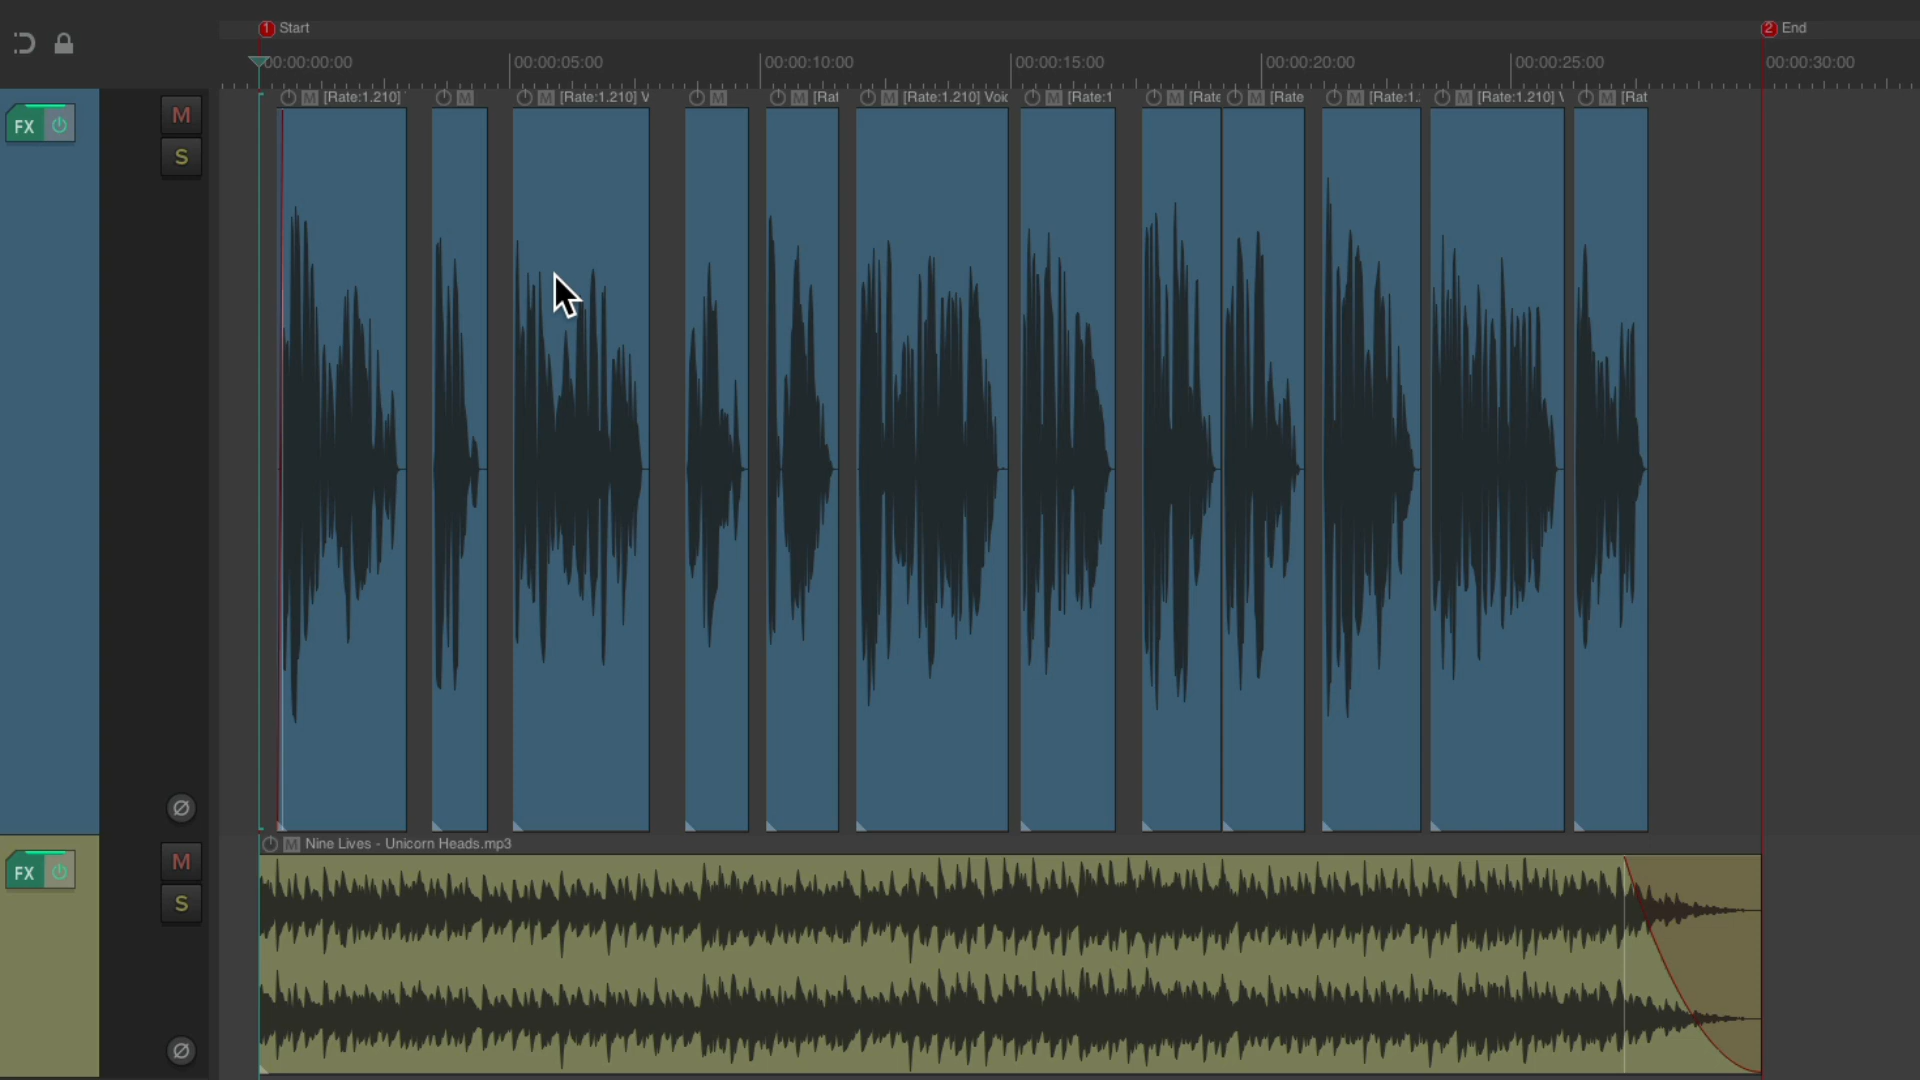 1 Start
2 End
00:00:00:00
00:00:05:00
00:00:10:00
00:00:15:00
00:00:20:00
00:00:25:00
00:00:30:00
M [Rate:1.210]
M
M [Rate:1.210] V
M
M [Rat
M [Rate:1.210] Vok
M [Rate:1
M [Rate
M [Rate
M [Rate:1.
M [Rate:1.210] V
M [Rat
FX
M
S
M Nine Lives - Unicorn Heads.mp3
FX
M
S